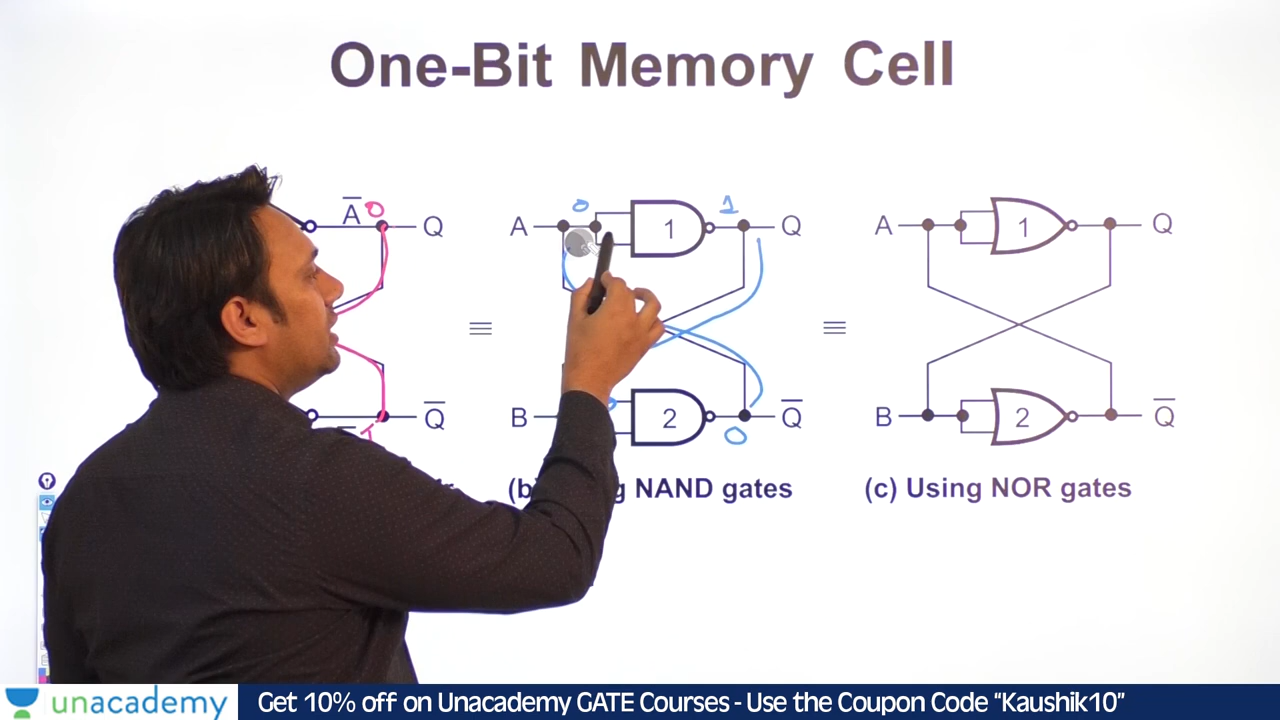 One-Bit Memory Cell
A̅ 0 Q
A 0 1 1 Q
A 1 Q
≡ ≡
Q̅
B 2 0 Q̅
B 2 Q̅
(b) g NAND gates
(c) Using NOR gates
unacademy
Get 10% off on Unacademy GATE Courses - Use the Coupon Code "Kaushik10"